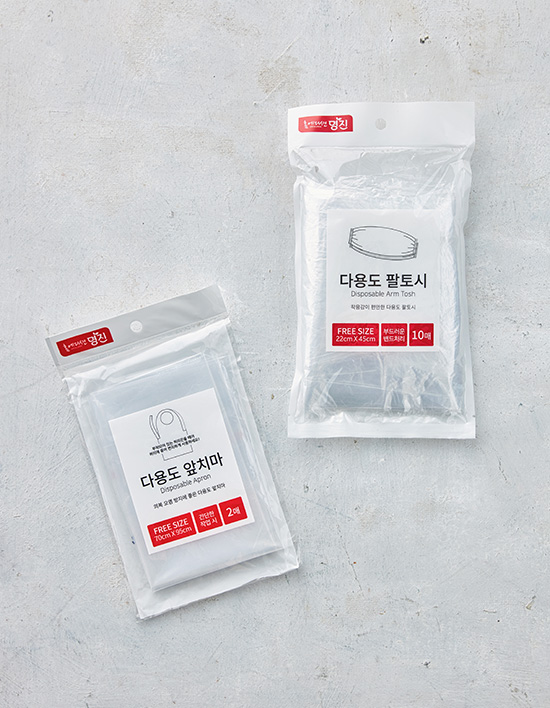 명진
다용도 팔토시
Disposable Arm Tosh
착용감이 편안한 다용도 팔토시
FREE SIZE
22cm X 45cm
부드러운
밴드처리
10매
명진
다용도 앞치마
Disposable Apron
의복 오염 방지에 좋은 다용도 앞치마
FREE SIZE
70cm X 95cm
간단한
작업 시
2매